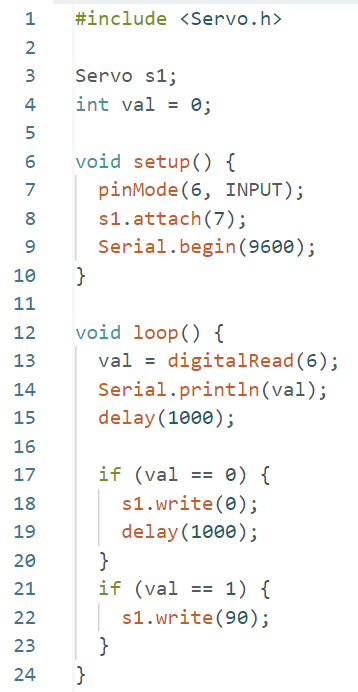 1 #include <Servo.h>
2
3 Servo s1;
4 int val = 0;
5
6 void setup() {
7   pinMode(6, INPUT);
8   s1.attach(7);
9   Serial.begin(9600);
10 }
11
12 void loop() {
13   val = digitalRead(6);
14   Serial.println(val);
15   delay(1000);
16
17   if (val == 0) {
18     s1.write(0);
19     delay(1000);
20   }
21   if (val == 1) {
22     s1.write(90);
23   }
24 }